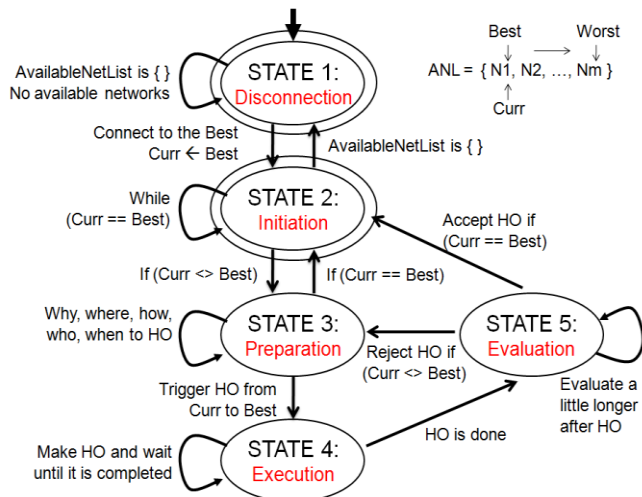 Best
Worst
ANL = { N1, N2, ..., Nm }
Curr
STATE 1:
Disconnection
AvailableNetList is { }
No available networks
Connect to the Best
Curr ← Best
AvailableNetList is { }
STATE 2:
Initiation
While
(Curr == Best)
Accept HO if
(Curr == Best)
If (Curr <> Best)
If (Curr == Best)
STATE 3:
Preparation
Why, where, how,
who, when to HO
STATE 5:
Evaluation
Reject HO if
(Curr <> Best)
Evaluate a
little longer
after HO
Trigger HO from
Curr to Best
HO is done
STATE 4:
Execution
Make HO and wait
until it is completed